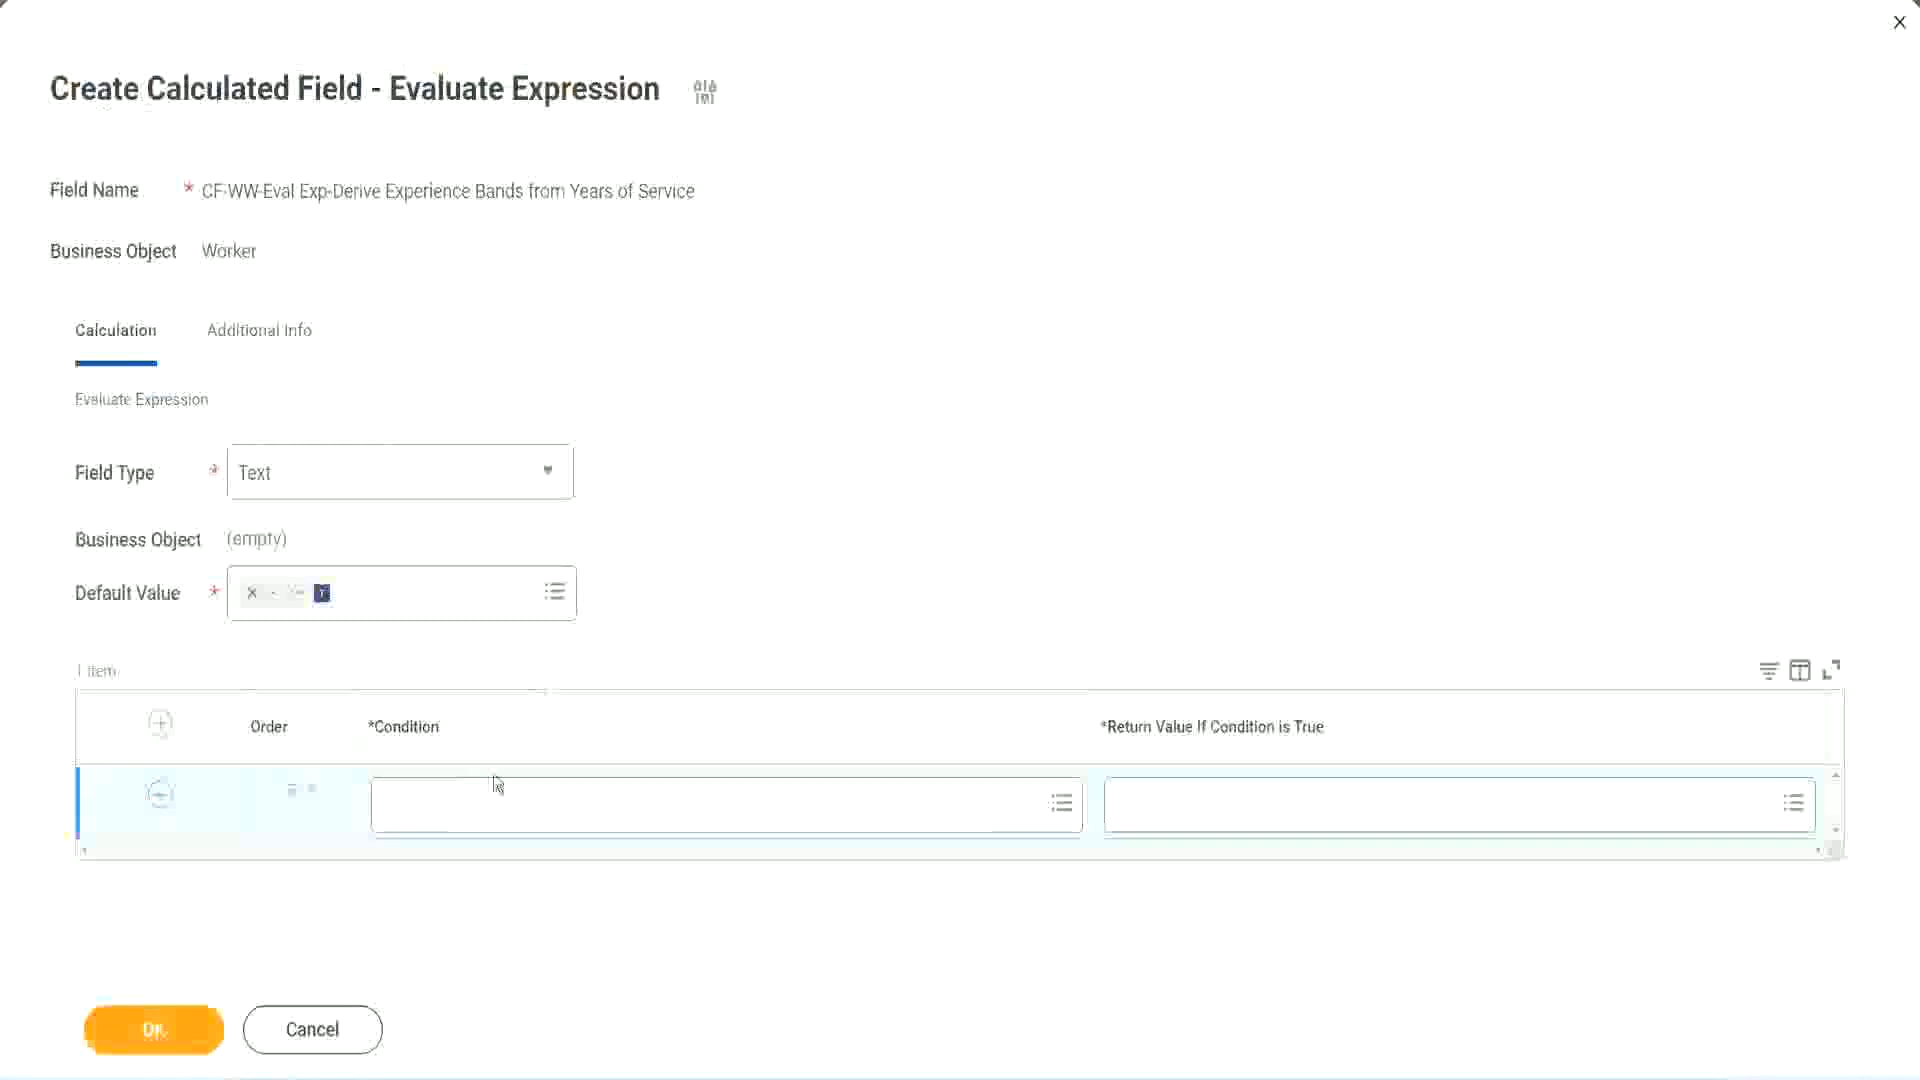 Create Calculated Field - Evaluate Expression
Field Name * CF-WW-Eval Exp-Derive Experience Bands from Years of Service
Business Object Worker
Calculation Additional Info
Evaluate Expression
Field Type * Text
Business Object (empty)
Default Value *
1 item
Order *Condition *Return Value If Condition is True
OK Cancel